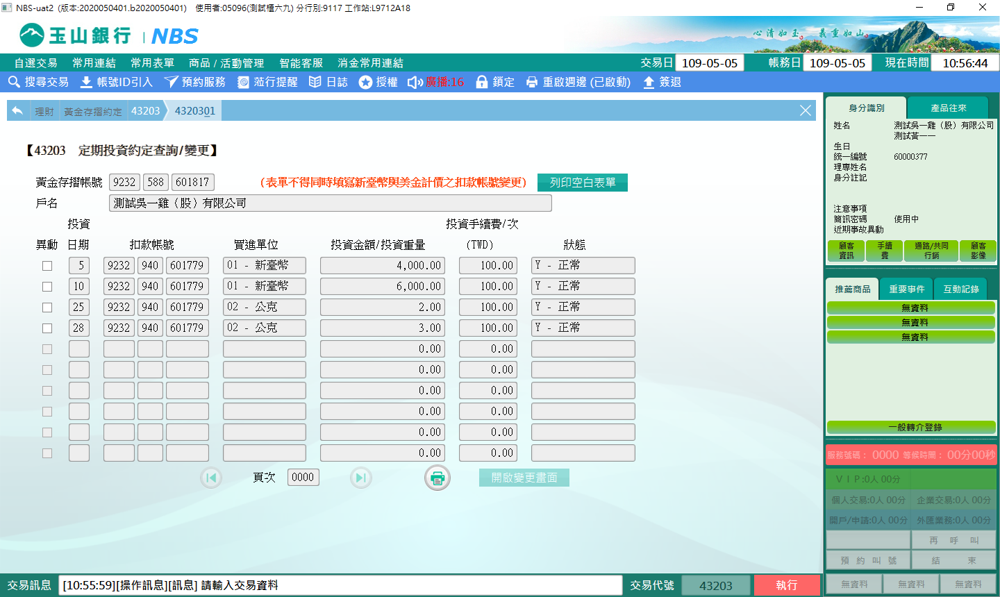 NBS-uat2 (版本:2020050401.b2020050401) 使用者:05096(測試櫃六九) 分行別:9117 工作站:L9712A18
玉山銀行 NBS
心清如玉。義重如山。
自選交易 常用連結 常用表單 商品 / 活動管理 智能客服 消金常用連結 交易日 109-05-05 帳務日 109-05-05 現在時間 10:56:44
搜尋交易 帳號ID引入 預約服務 蒞行提醒 日誌 授權 廣播:16 鎖定 重啟週邊 (已啟動) 簽退
理財 黃金存摺約定 43203 4320301
【43203 定期投資約定查詢/變更】
黃金存摺帳號 9232 588 601817 (表單不得同時填寫新臺幣與美金計價之扣款帳號變更) 列印空白表單
戶名 測試吳一雞（股）有限公司
投資 投資手續費/次
異動 日期 扣款帳號 買進單位 投資金額/投資重量 (TWD) 狀態
5 9232 940 601779 01 - 新臺幣 4,000.00 100.00 Y - 正常
10 9232 940 601779 01 - 新臺幣 6,000.00 100.00 Y - 正常
25 9232 940 601779 02 - 公克 2.00 100.00 Y - 正常
28 9232 940 601779 02 - 公克 3.00 100.00 Y - 正常
0.00 0.00
0.00 0.00
0.00 0.00
0.00 0.00
0.00 0.00
0.00 0.00
頁次 0000 開啟變更畫面
交易訊息 [10:55:59][操作訊息][訊息] 請輸入交易資料 交易代號 43203 執行
身分識別 產品往來
姓名 測試吳一雞（股）有限公司
測試黃一一
生日
統一編號 60000377
理專姓名
身分註記
注意事項
簡訊密碼 使用中
近期事故異動
顧客資訊 手續費 通路/共同行銷 顧客影像
推薦商品 重要事件 互動記錄
無資料
無資料
無資料
一般轉介登錄
服務號碼： 0000 等候時間： 00分00秒
ＶＩＰ:0人 00分
個人交易:0人 00分 企業交易:0人 00分
開戶/申請:0人 00分 外匯業務:0人 00分
再 呼 叫
預 約 叫 號 結 束
無資料 無資料 無資料